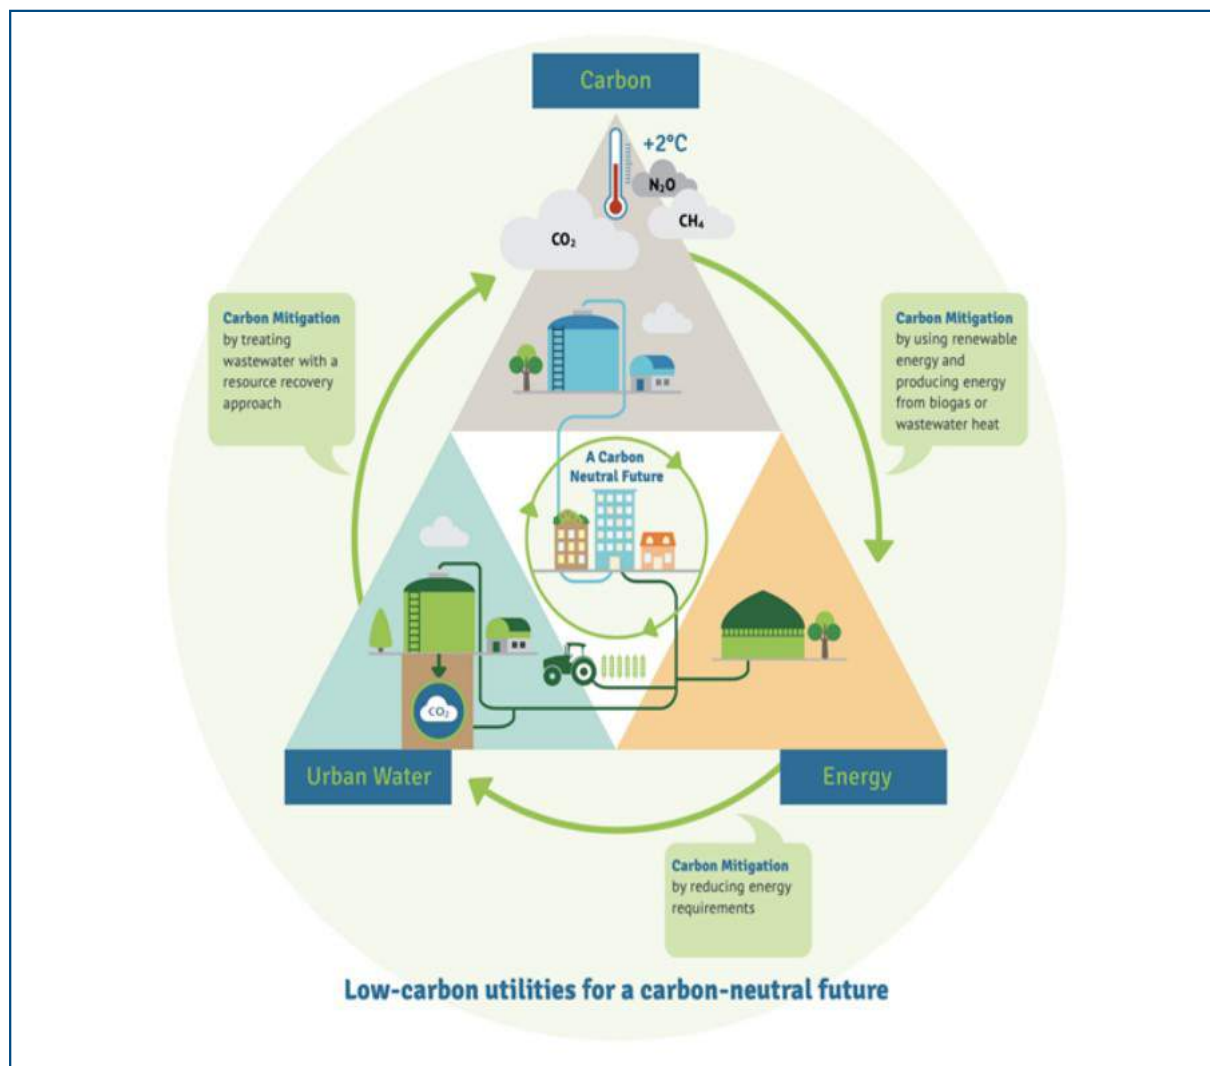 Carbon
+2°C
N₂O
CH₄
CO₂
Carbon Mitigation
by treating
wastewater with a
resource recovery
approach
Carbon Mitigation
by using renewable
energy and
producing energy
from biogas or
wastewater heat
A Carbon
Neutral Future
CO₂
Urban Water
Energy
Carbon Mitigation
by reducing energy
requirements
Low-carbon utilities for a carbon-neutral future